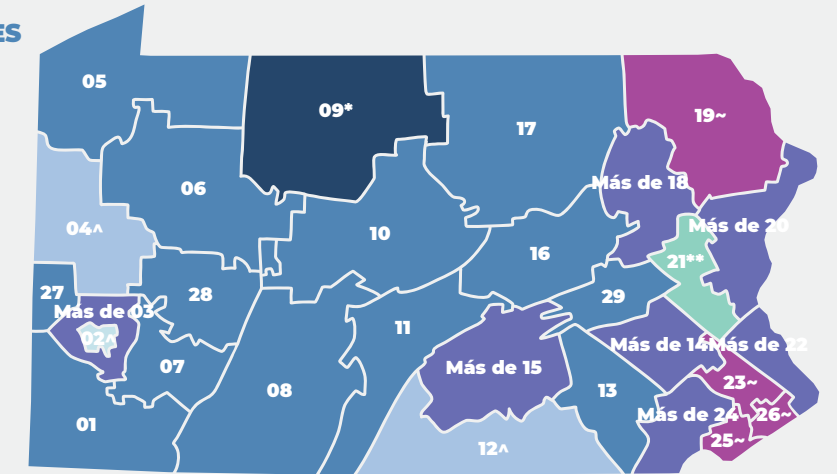 ES
05
09*
17
19~
06
Más de 18
04^
10
Más de 20
16
21**
27
28
29
Más de 03
02^
11
Más de 14
Más de 22
07
Más de 15
08
13
23~
Más de 24
26~
01
25~
12^